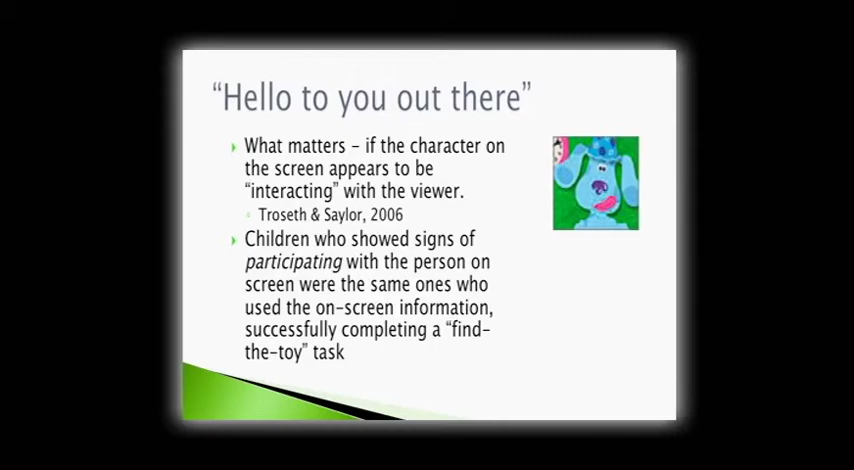 “Hello to you out there”
What matters – if the character on
the screen appears to be
“interacting” with the viewer.
Troseth & Saylor, 2006
Children who showed signs of
participating with the person on
screen were the same ones who
used the on-screen information,
successfully completing a “find-
the-toy” task